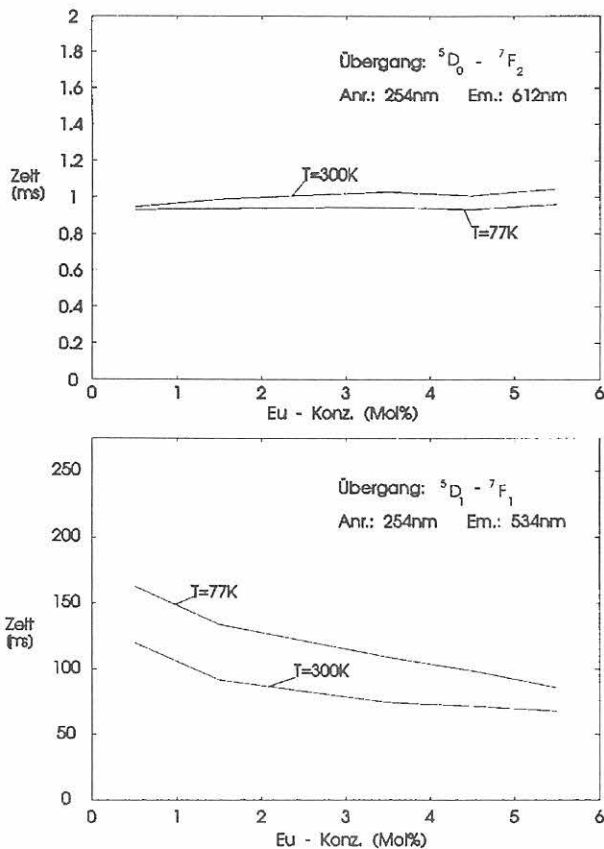 2
1.8
1.6
1.4
1.2
1
0.8
0.6
0.4
0.2
0
Zeit
(ms)
Übergang: ⁵D₀ - ⁷F₂
Anr.: 254nm Em.: 612nm
T=300K
T=77K
0 1 2 3 4 5 6
Eu - Konz. (Mol%)
250
200
150
100
50
0
Zeit
(ms)
Übergang: ⁵D₁ - ⁷F₁
Anr.: 254nm Em.: 534nm
T=77K
T=300K
0 1 2 3 4 5 6
Eu - Konz. (Mol%)